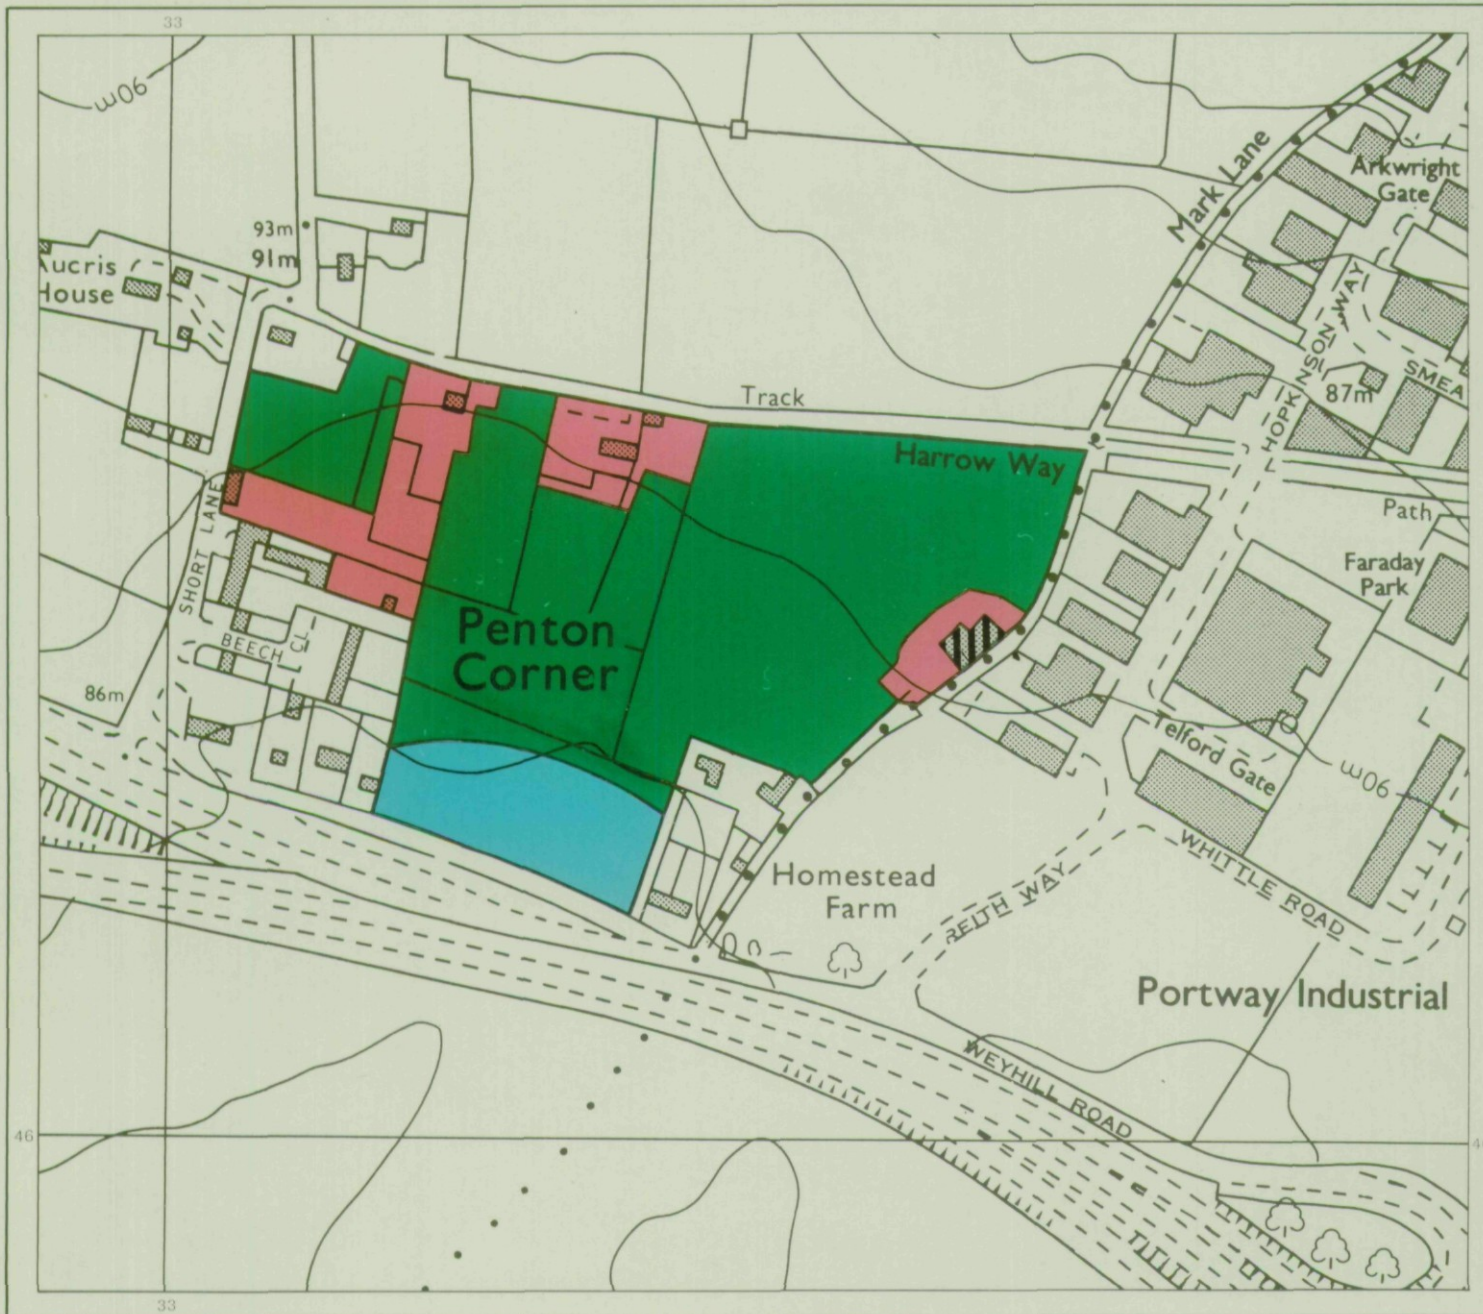 33
90m
Mark Lane
Arkwright
Gate
93m
91m
House
HOPKINSON WAY
SMEA
87m
Track
Harrow Way
Path
SHORT LANE
Faraday
Park
Penton
Corner
BEECH CL
86m
Telford Gate
90m
WHITTLE ROAD
Homestead
Farm
REITH WAY
Portway Industrial
WEYHILL ROAD
46
33